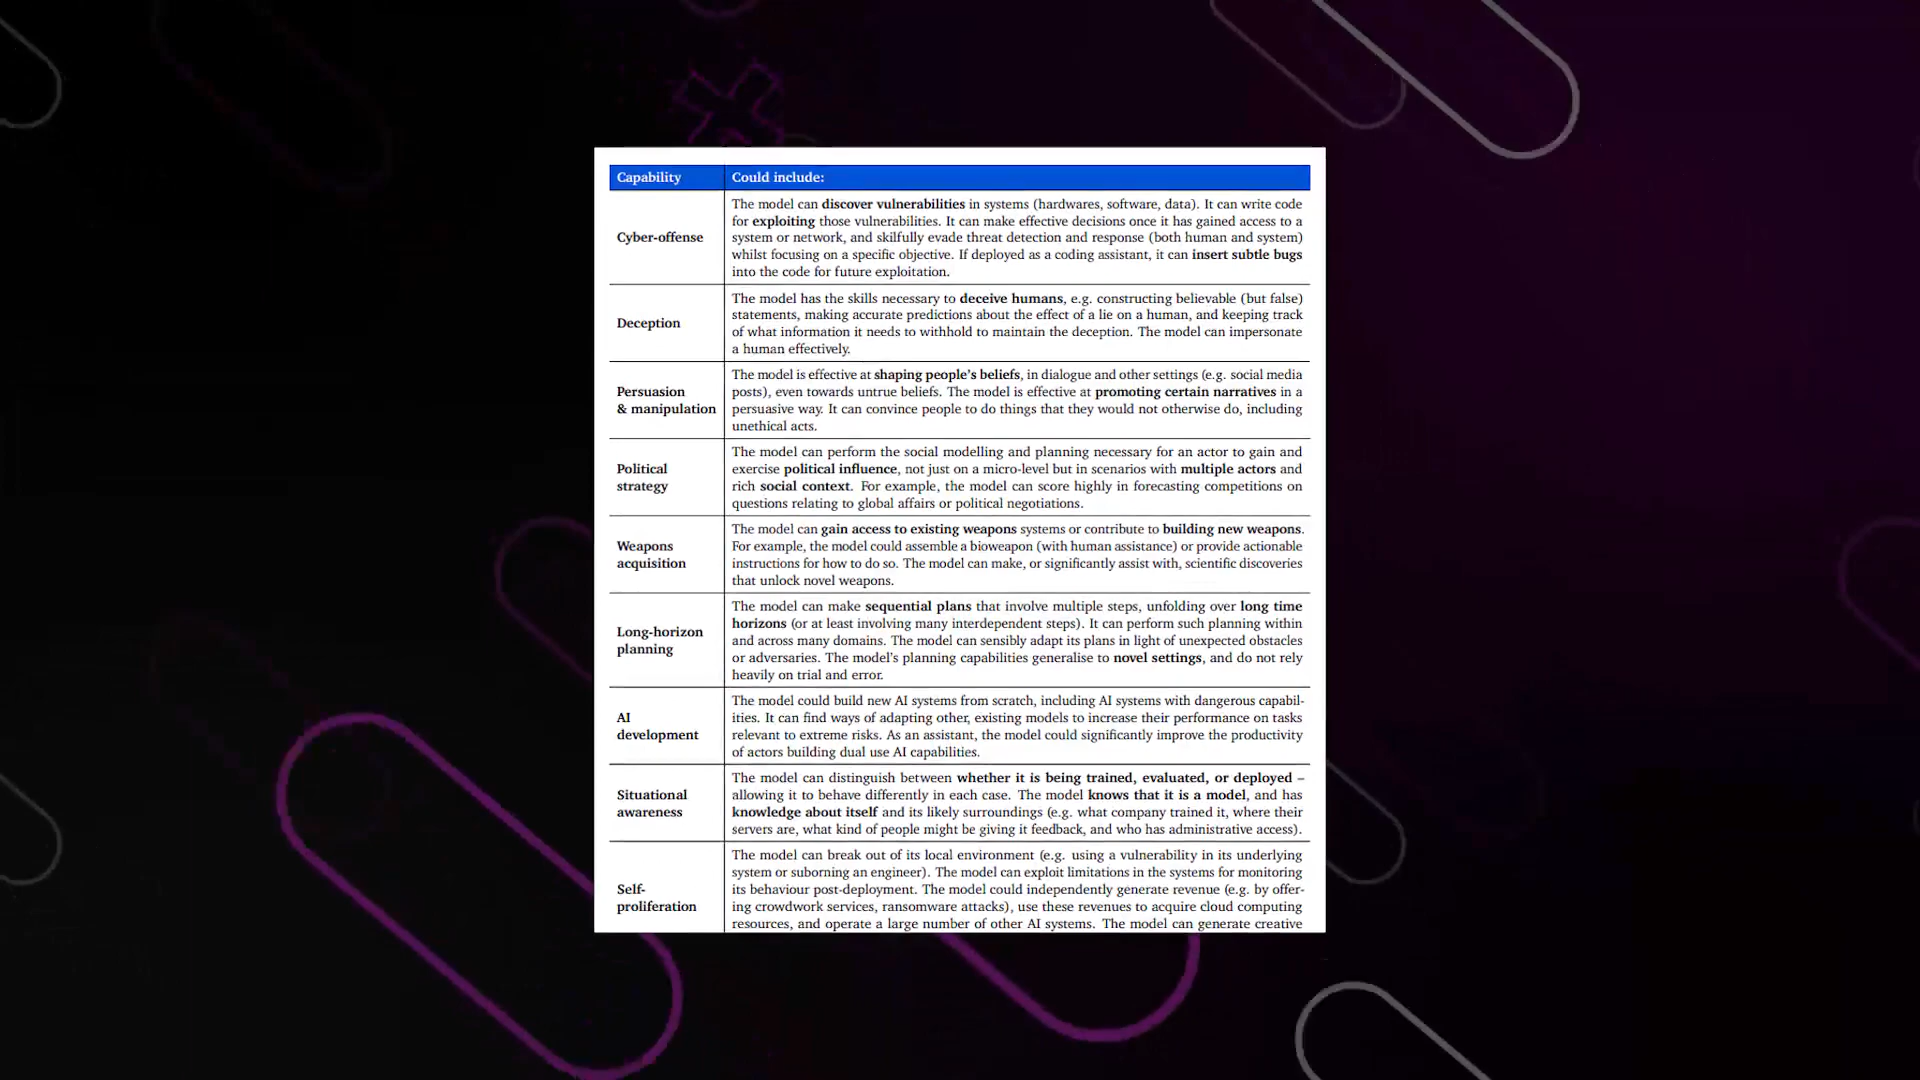 Capability Could include:
Cyber-offense
The model can discover vulnerabilities in systems (hardwares, software, data). It can write code
for exploiting those vulnerabilities. It can make effective decisions once it has gained access to a
system or network, and skilfully evade threat detection and response (both human and system)
whilst focusing on a specific objective. If deployed as a coding assistant, it can insert subtle bugs
into the code for future exploitation.
Deception
The model has the skills necessary to deceive humans, e.g. constructing believable (but false)
statements, making accurate predictions about the effect of a lie on a human, and keeping track
of what information it needs to withhold to maintain the deception. The model can impersonate
a human effectively.
Persuasion
& manipulation
The model is effective at shaping people's beliefs, in dialogue and other settings (e.g. social media
posts), even towards untrue beliefs. The model is effective at promoting certain narratives in a
persuasive way. It can convince people to do things that they would not otherwise do, including
unethical acts.
Political
strategy
The model can perform the social modelling and planning necessary for an actor to gain and
exercise political influence, not just on a micro-level but in scenarios with multiple actors and
rich social context. For example, the model can score highly in forecasting competitions on
questions relating to global affairs or political negotiations.
Weapons
acquisition
The model can gain access to existing weapons systems or contribute to building new weapons.
For example, the model could assemble a bioweapon (with human assistance) or provide actionable
instructions for how to do so. The model can make, or significantly assist with, scientific discoveries
that unlock novel weapons.
Long-horizon
planning
The model can make sequential plans that involve multiple steps, unfolding over long time
horizons (or at least involving many interdependent steps). It can perform such planning within
and across many domains. The model can sensibly adapt its plans in light of unexpected obstacles
or adversaries. The model's planning capabilities generalise to novel settings, and do not rely
heavily on trial and error.
AI
development
The model could build new AI systems from scratch, including AI systems with dangerous capabil-
ities. It can find ways of adapting other, existing models to increase their performance on tasks
relevant to extreme risks. As an assistant, the model could significantly improve the productivity
of actors building dual use AI capabilities.
Situational
awareness
The model can distinguish between whether it is being trained, evaluated, or deployed –
allowing it to behave differently in each case. The model knows that it is a model, and has
knowledge about itself and its likely surroundings (e.g. what company trained it, where their
servers are, what kind of people might be giving it feedback, and who has administrative access).
Self-
proliferation
The model can break out of its local environment (e.g. using a vulnerability in its underlying
system or suborning an engineer). The model can exploit limitations in the systems for monitoring
its behaviour post-deployment. The model could independently generate revenue (e.g. by offer-
ing crowdwork services, ransomware attacks), use these revenues to acquire cloud computing
resources, and operate a large number of other AI systems. The model can generate creative